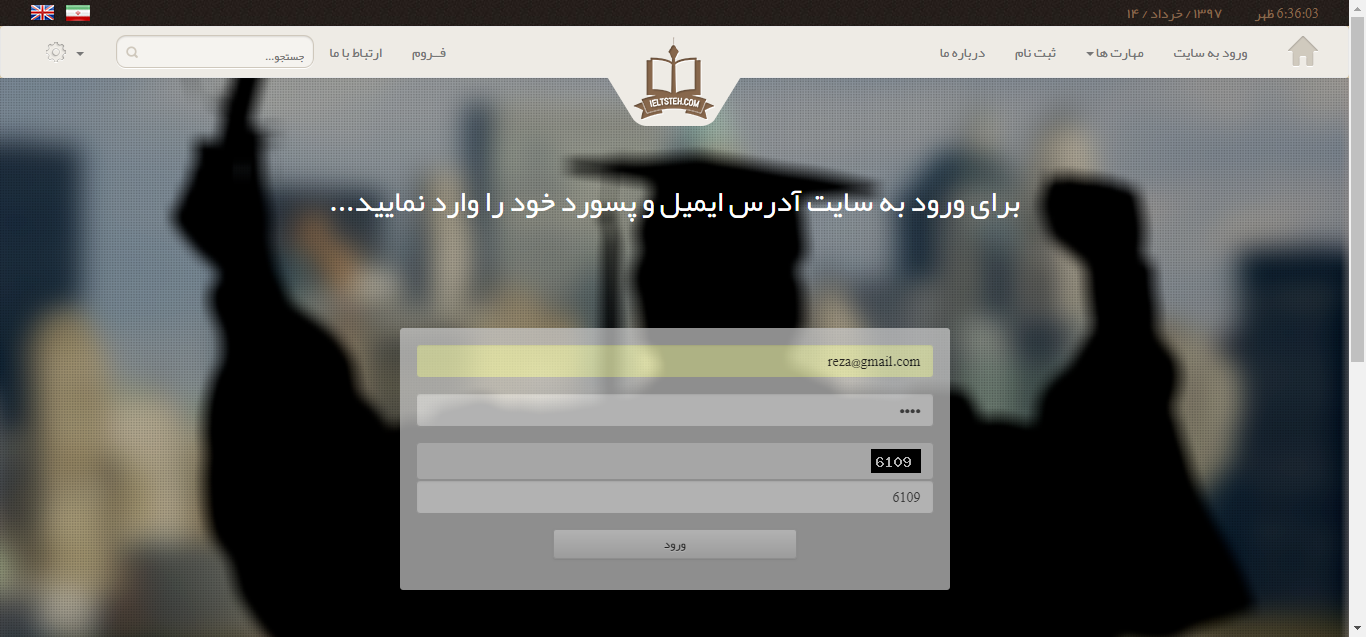 6:36:03 ظهر
۱۴ / خرداد / ۱۳۹۷
ورود به سایت
مهارت ها
ثبت نام
درباره ما
IELTSTEH.COM
فــروم
ارتباط با ما
جستجو...
برای ورود به سایت آدرس ایمیل و پسورد خود را وارد نمایید...
reza@gmail.com
••••
6109
6109
ورود